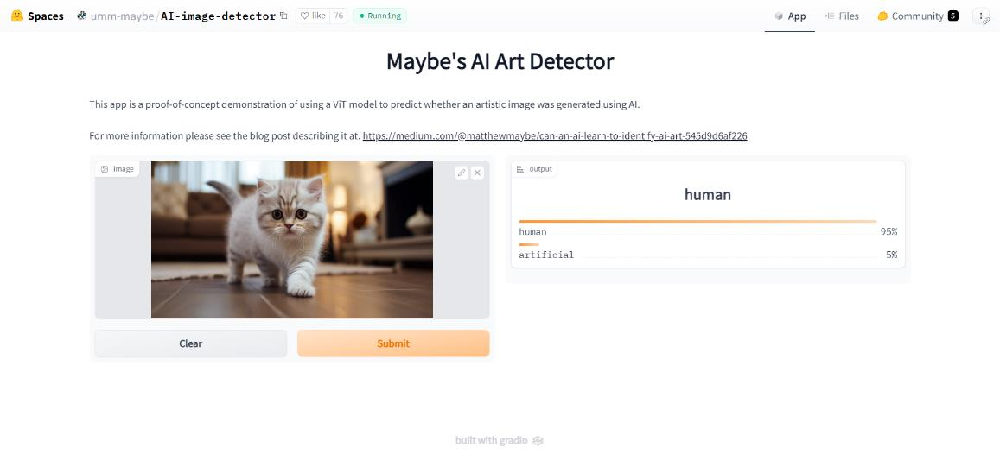 Spaces umm-maybe/AI-image-detector like 76 Running App Files Community 5
Maybe's AI Art Detector
This app is a proof-of-concept demonstration of using a ViT model to predict whether an artistic image was generated using AI.
For more information please see the blog post describing it at: https://medium.com/@matthewmaybe/can-an-ai-learn-to-identify-ai-art-545d9d6af226
image
output
human
human 95%
artificial 5%
Clear Submit
built with gradio